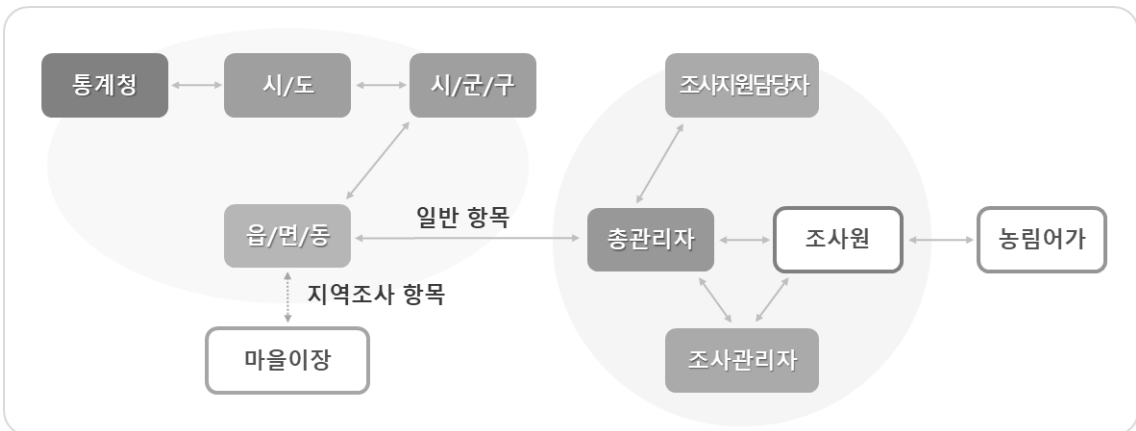 통계청
시/도
시/군/구
조사지원담당자
읍/면/동
일반 항목
총관리자
조사원
농림어가
지역조사 항목
마을이장
조사관리자